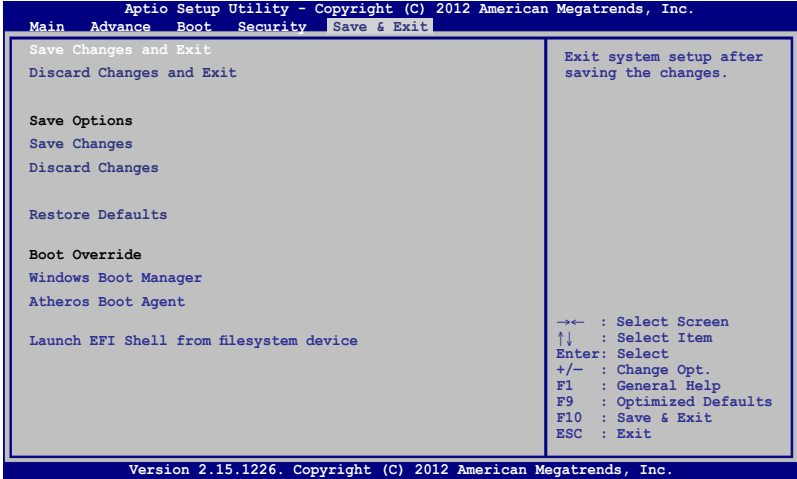 Aptio Setup Utility - Copyright (C) 2012 American Megatrends, Inc.
Main Advance Boot Security Save & Exit
Save Changes and Exit
Discard Changes and Exit
Save Options
Save Changes
Discard Changes
Restore Defaults
Boot Override
Windows Boot Manager
Atheros Boot Agent
Launch EFI Shell from filesystem device
Exit system setup after
saving the changes.
→← : Select Screen
↑↓ : Select Item
Enter: Select
+/— : Change Opt.
F1 : General Help
F9 : Optimized Defaults
F10 : Save & Exit
ESC : Exit
Version 2.15.1226. Copyright (C) 2012 American Megatrends, Inc.